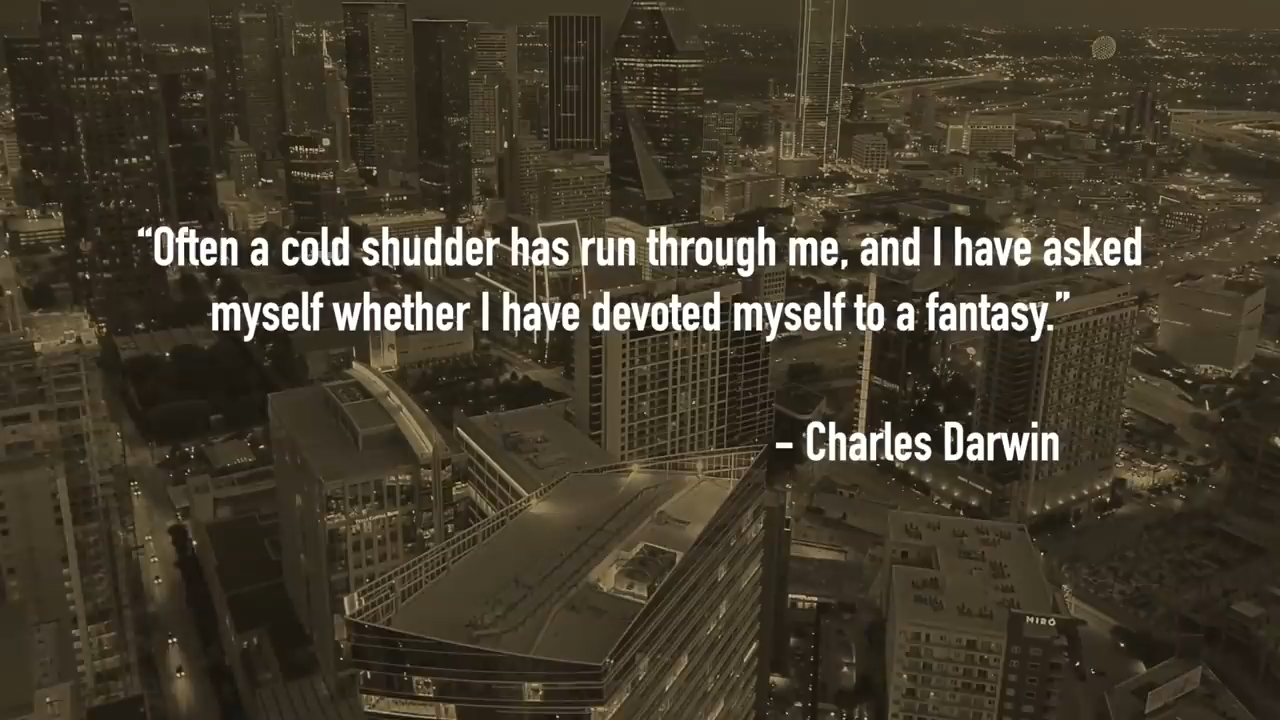 “Often a cold shudder has run through me, and I have asked
myself whether I have devoted myself to a fantasy.”
– Charles Darwin
MIRÓ